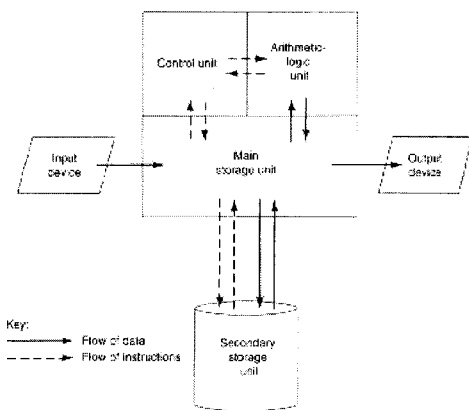 Control unit
Arithmetic-
logic
unit
Input
device
Main
storage unit
Output
device
Key:
Flow of data
Flow of instructions
Secondary
storage
unit